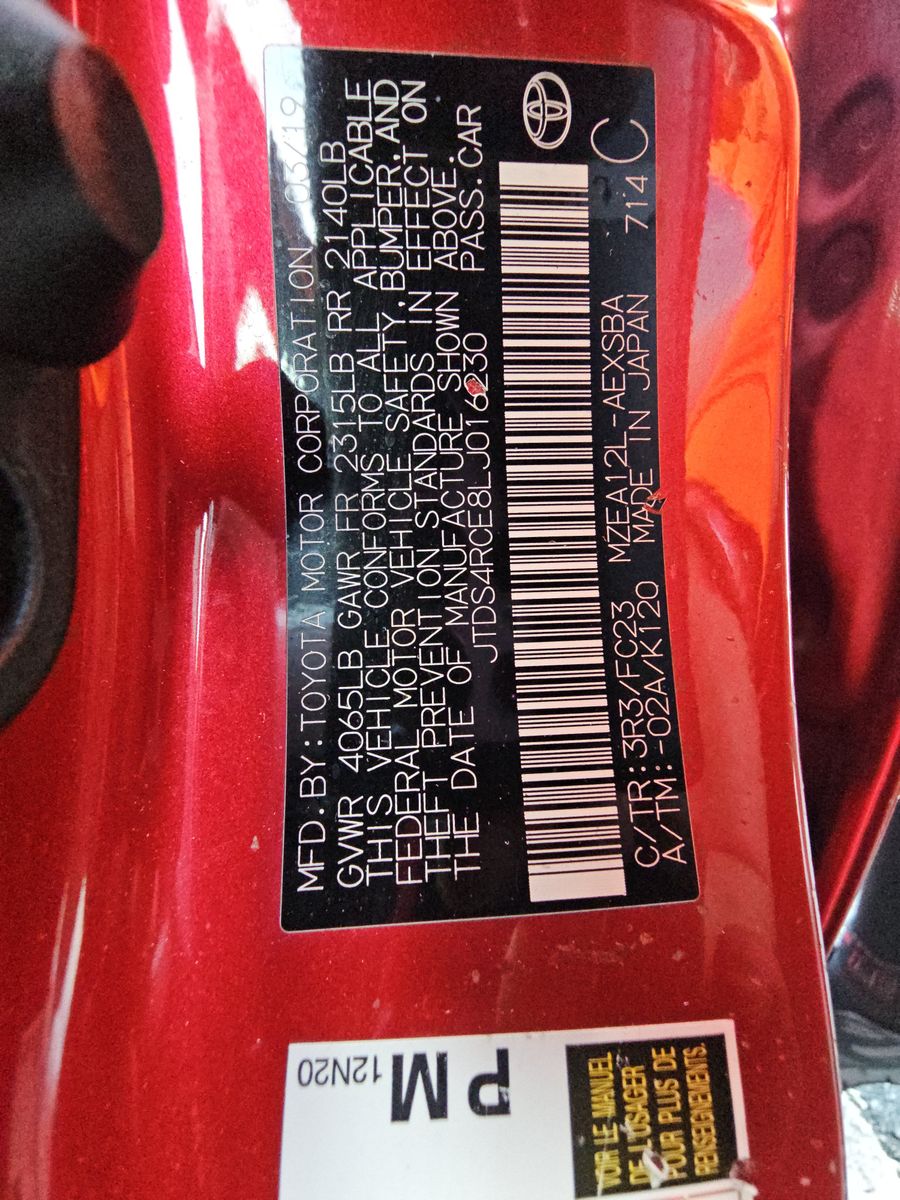 MFD.BY:TOYOTA MOTOR CORPORATION 03/19
GVWR 4065LB GAWR FR 2315LB RR 2140LB
THIS VEHICLE CONFORMS TO ALL APPLICABLE
FEDERAL MOTOR VEHICLE SAFETY,BUMPER,AND
THEFT PREVENTION STANDARDS IN EFFECT ON
THE DATE OF MANUFACTURE SHOWN ABOVE.
JTDS4RCE8LJ016230 PASS.CAR
C/TR:3R3/FC23 MZEA12L-AEXSBA
A/TM:-02A/K120 MADE IN JAPAN 714 C
PM
12N20
VOIR LE MANUEL
DE L'USAGER
POUR PLUS DE
RENSEIGNEMENTS.